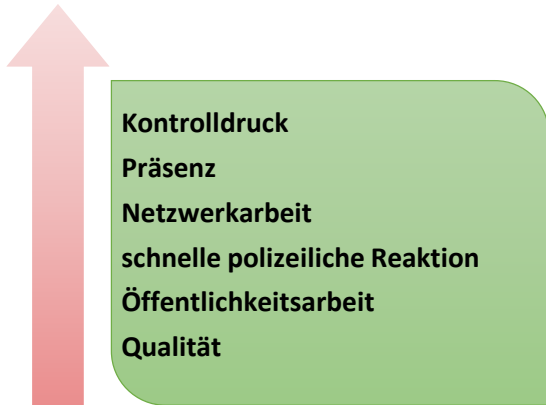 Kontrolldruck
Präsenz
Netzwerkarbeit
schnelle polizeiliche Reaktion
Öffentlichkeitsarbeit
Qualität